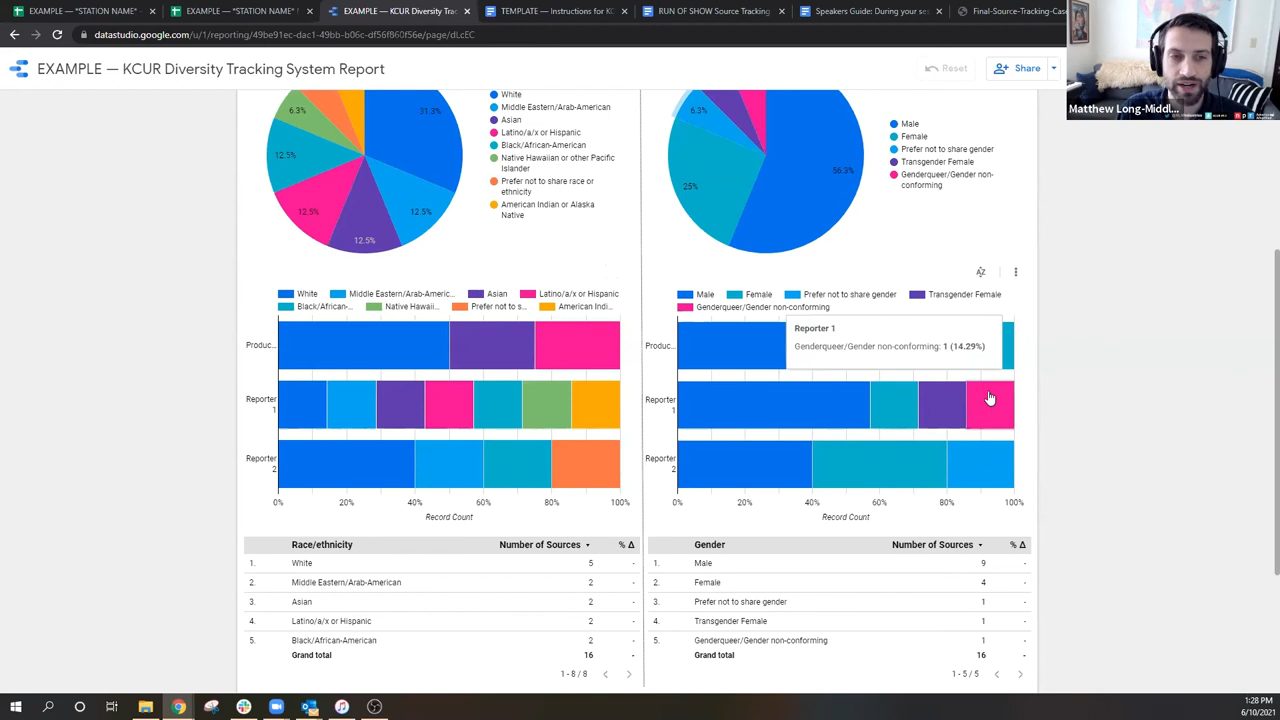 EXAMPLE — *STATION NAME*
EXAMPLE — "STATION NAME" !
EXAMPLE — KCUR Diversity Trac
TEMPLATE — Instructions for KC
RUN OF SHOW Source Tracking
Speakers Guide: During your se
Final-Source-Tracking-Case
datastudio.google.com/u/1/reporting/49be91ec-dac1-49bb-b06c-df56f860f56e/page/dLcEC
EXAMPLE — KCUR Diversity Tracking System Report
Reset
Share
Matthew Long-Middl...
6.3%
31.3%
12.5%
12.5%
12.5%
12.5%
White
Middle Eastern/Arab-American
Asian
Latino/a/x or Hispanic
Black/African-American
Native Hawaiian or other Pacific
Islander
Prefer not to share race or
ethnicity
American Indian or Alaska
Native
6.3%
25%
56.3%
Male
Female
Prefer not to share gender
Transgender Female
Genderqueer/Gender non-
conforming
White
Middle Eastern/Arab-Americ...
Asian
Latino/a/x or Hispanic
Black/African-...
Native Hawaii...
Prefer not to s...
American Indi...
Produc...
Reporter
1
Reporter
2
0% 20% 40% 60% 80% 100%
Record Count
Male
Female
Prefer not to share gender
Transgender Female
Genderqueer/Gender non-conforming
Reporter 1
Genderqueer/Gender non-conforming: 1 (14.29%)
Produc...
Reporter
1
Reporter
2
0% 20% 40% 60% 80% 100%
Record Count
Race/ethnicity Number of Sources % Δ
1. White 5 -
2. Middle Eastern/Arab-American 2 -
3. Asian 2 -
4. Latino/a/x or Hispanic 2 -
5. Black/African-American 2 -
Grand total 16 -
1 - 8 / 8
Gender Number of Sources % Δ
1. Male 9 -
2. Female 4 -
3. Prefer not to share gender 1 -
4. Transgender Female 1 -
5. Genderqueer/Gender non-conforming 1 -
Grand total 16 -
1 - 5 / 5
1:28 PM
6/10/2021